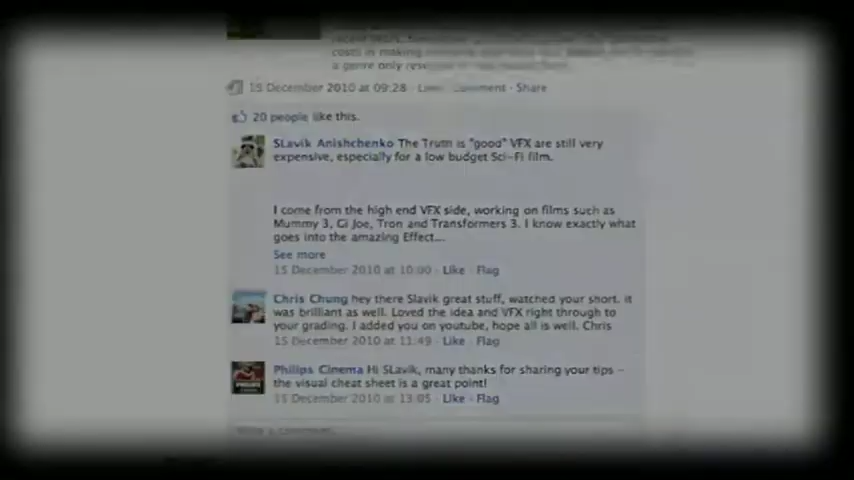 costs in making
a genre only
15 December 2010 at 09:28 · Like · Comment · Share
20 people like this.
SLavik Anishchenko The Truth is "good" VFX are still very
expensive, especially for a low budget Sci-Fi film.
I come from the high end VFX side, working on films such as
Mummy 3, Gi Joe, Tron and Transformers 3. I know exactly what
goes into the amazing Effect...
See more
15 December 2010 at 10:00 · Like · Flag
Chris Chung hey there Slavik great stuff, watched your short. it
was brilliant as well. Loved the idea and VFX right through to
your grading. I added you on youtube, hope all is well. Chris
15 December 2010 at 11:49 · Like · Flag
Philips Cinema Hi SLavik, many thanks for sharing your tips -
the visual cheat sheet is a great point!
15 December 2010 at 13:05 · Like · Flag
Write a comment...